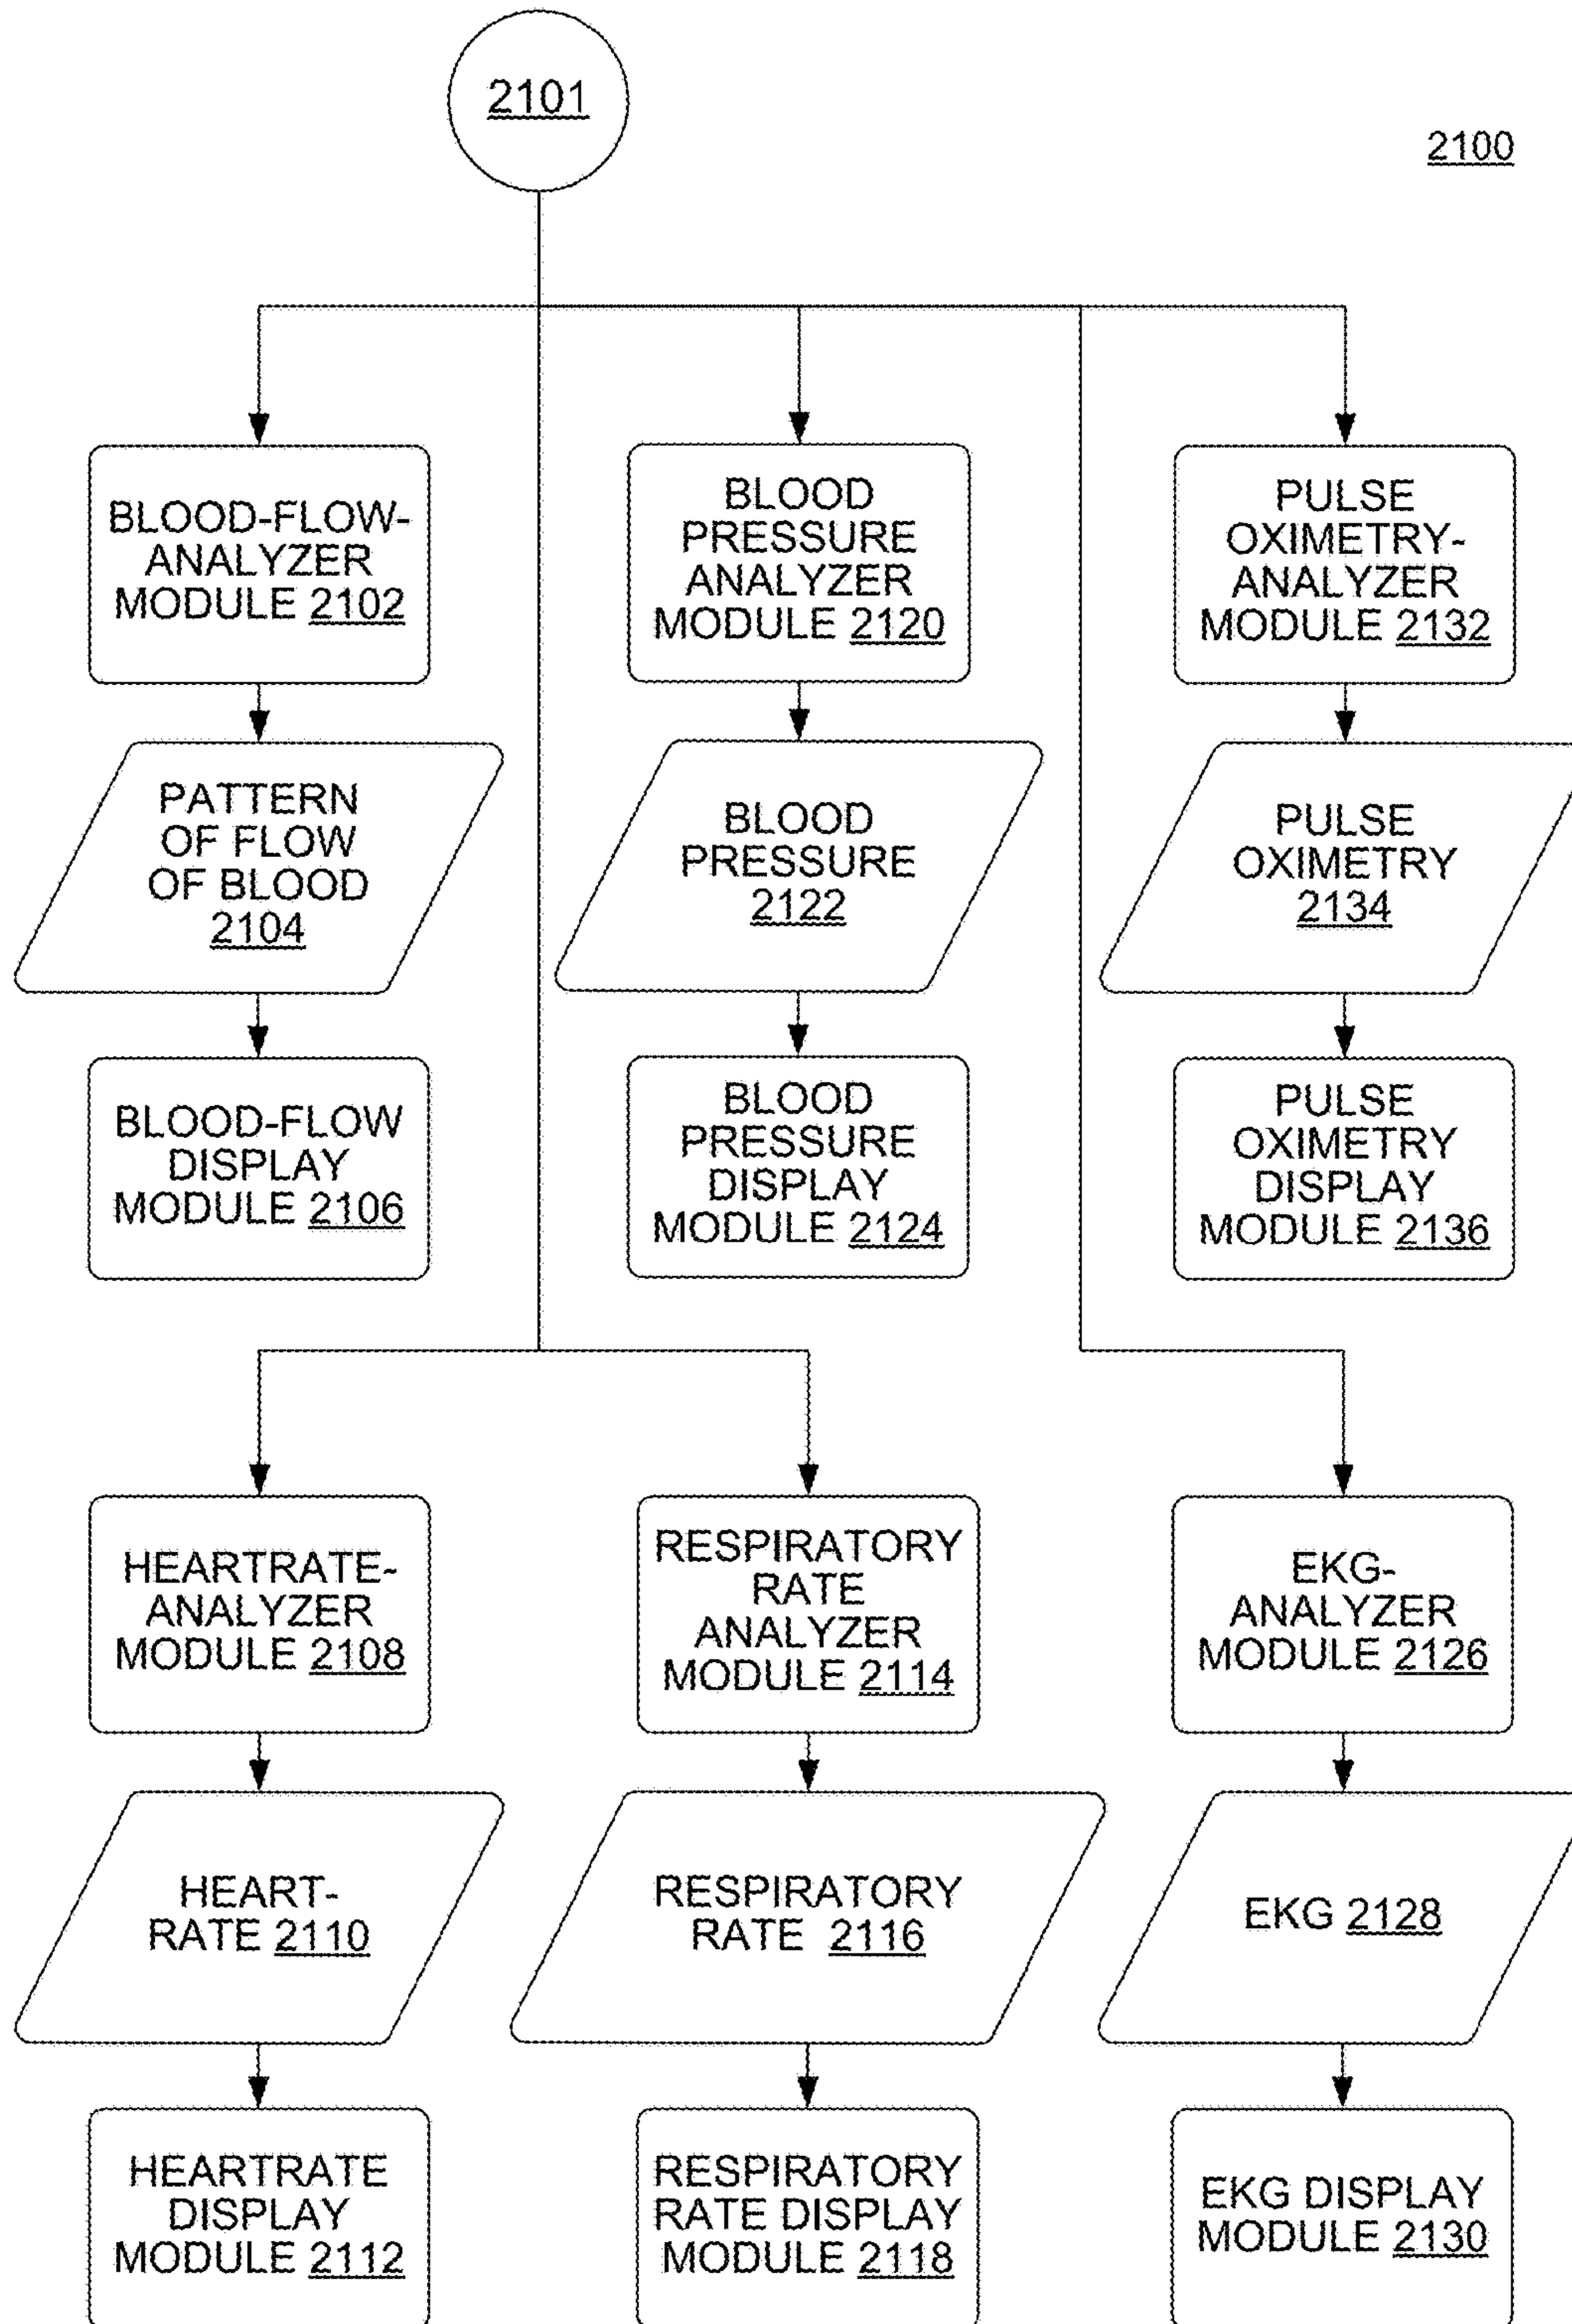 2101
2100
BLOOD-FLOW-
ANALYZER
MODULE 2102
BLOOD
PRESSURE
ANALYZER
MODULE 2120
PULSE
OXIMETRY-
ANALYZER
MODULE 2132
PATTERN
OF FLOW
OF BLOOD
2104
BLOOD
PRESSURE
2122
PULSE
OXIMETRY
2134
BLOOD-FLOW
DISPLAY
MODULE 2106
BLOOD
PRESSURE
DISPLAY
MODULE 2124
PULSE
OXIMETRY
DISPLAY
MODULE 2136
HEARTRATE-
ANALYZER
MODULE 2108
RESPIRATORY
RATE
ANALYZER
MODULE 2114
EKG-
ANALYZER
MODULE 2126
HEART-
RATE 2110
RESPIRATORY
RATE 2116
EKG 2128
HEARTRATE
DISPLAY
MODULE 2112
RESPIRATORY
RATE DISPLAY
MODULE 2118
EKG DISPLAY
MODULE 2130